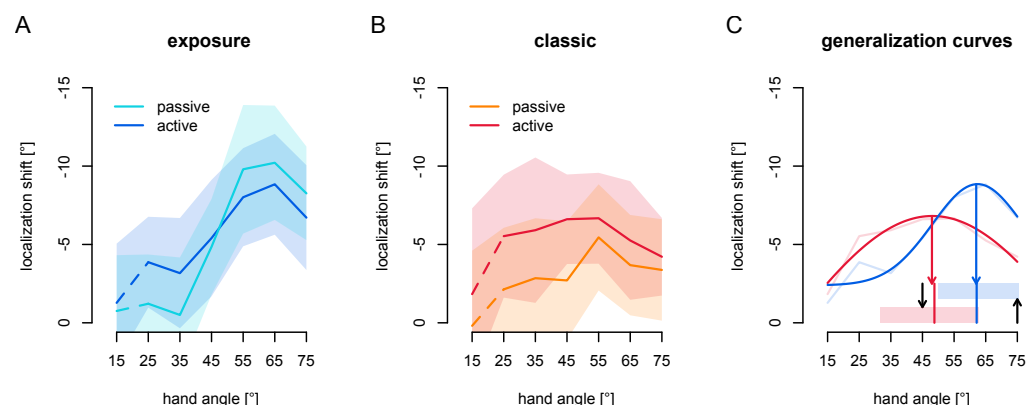 A
exposure
localization shift [°]
-15
-10
-5
0
passive
active
15 25 35 45 55 65 75
hand angle [°]
B
classic
localization shift [°]
-15
-10
-5
0
passive
active
15 25 35 45 55 65 75
hand angle [°]
C
generalization curves
localization shift [°]
-15
-10
-5
0
15 25 35 45 55 65 75
hand angle [°]